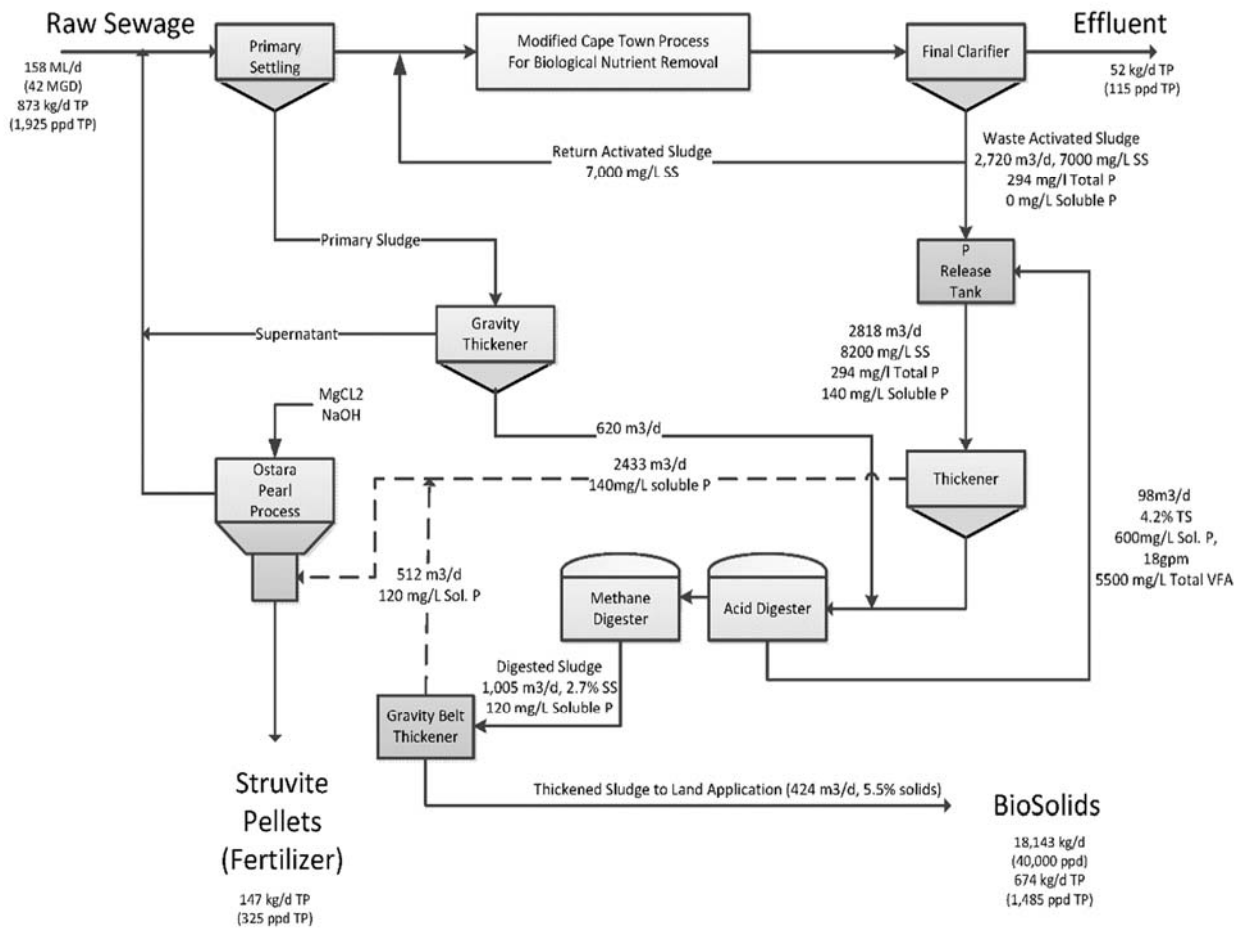 Raw Sewage
158 ML/d
(42 MGD)
873 kg/d TP
(1,925 ppd TP)
Primary
Settling
Modified Cape Town Process
For Biological Nutrient Removal
Final Clarifier
Effluent
52 kg/d TP
(115 ppd TP)
Return Activated Sludge
7,000 mg/L SS
Waste Activated Sludge
2,720 m3/d, 7000 mg/L SS
294 mg/l Total P
0 mg/L Soluble P
Primary Sludge
P
Release
Tank
Supernatant
Gravity
Thickener
2818 m3/d
8200 mg/L SS
294 mg/l Total P
140 mg/L Soluble P
MgCL2
NaOH
620 m3/d
Ostara
Pearl
Process
2433 m3/d
140mg/L soluble P
Thickener
98m3/d
4.2% TS
600mg/L Sol. P,
18gpm
5500 mg/L Total VFA
512 m3/d
120 mg/L Sol. P
Methane
Digester
Acid Digester
Digested Sludge
1,005 m3/d, 2.7% SS
120 mg/L Soluble P
Gravity Belt
Thickener
Struvite
Pellets
(Fertilizer)
147 kg/d TP
(325 ppd TP)
Thickened Sludge to Land Application (424 m3/d, 5.5% solids)
BioSolids
18,143 kg/d
(40,000 ppd)
674 kg/d TP
(1,485 ppd TP)